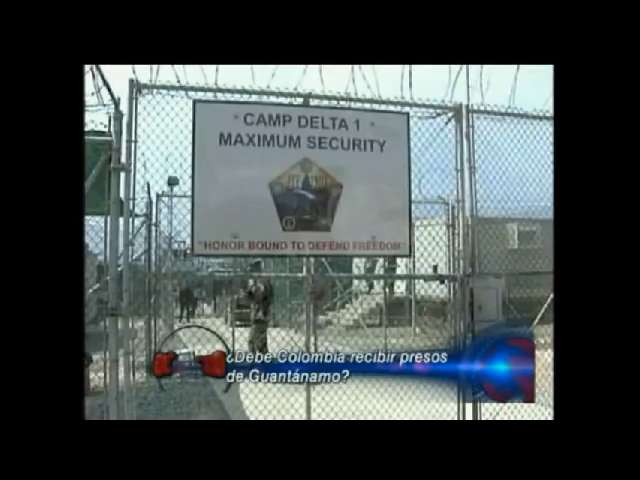 CAMP DELTA 1
MAXIMUM SECURITY
"HONOR BOUND TO DEFEND FREEDOM"
¿Debe Colombia recibir presos
de Guantánamo?